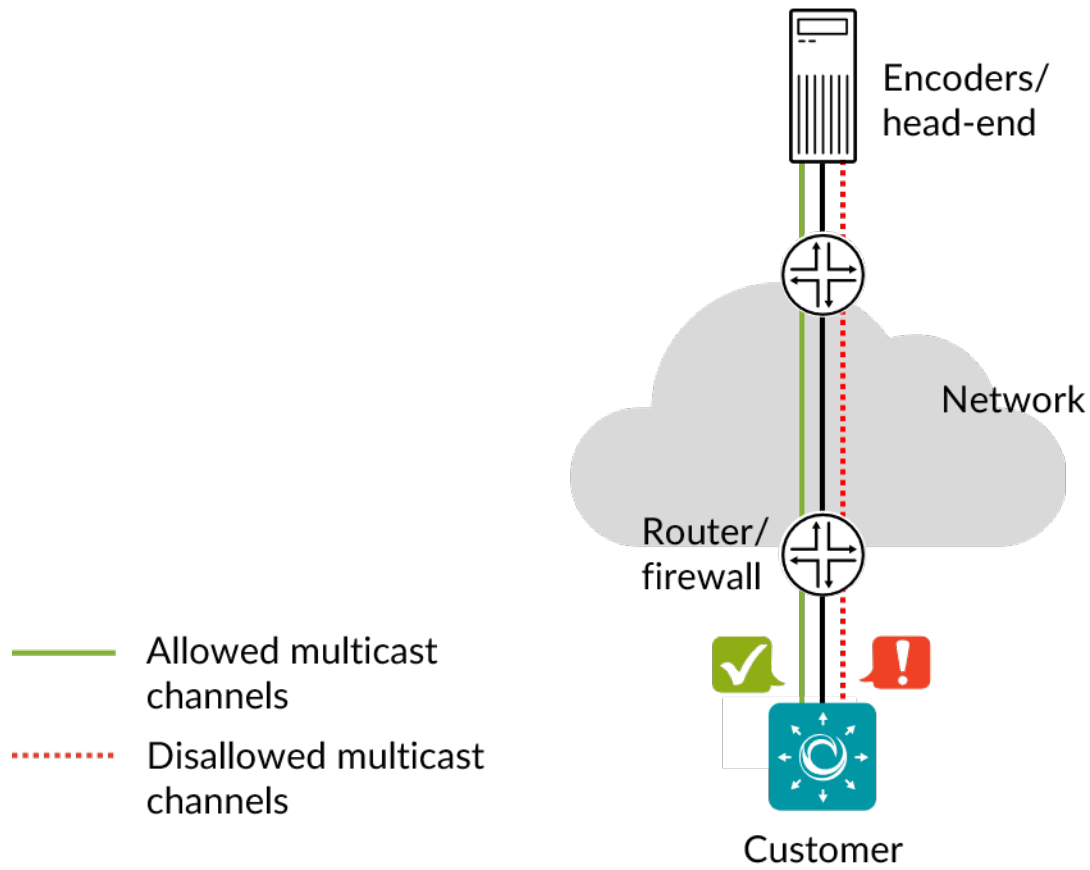 Encoders/
head-end
Network
Router/
firewall
Allowed multicast
channels
Disallowed multicast
channels
Customer